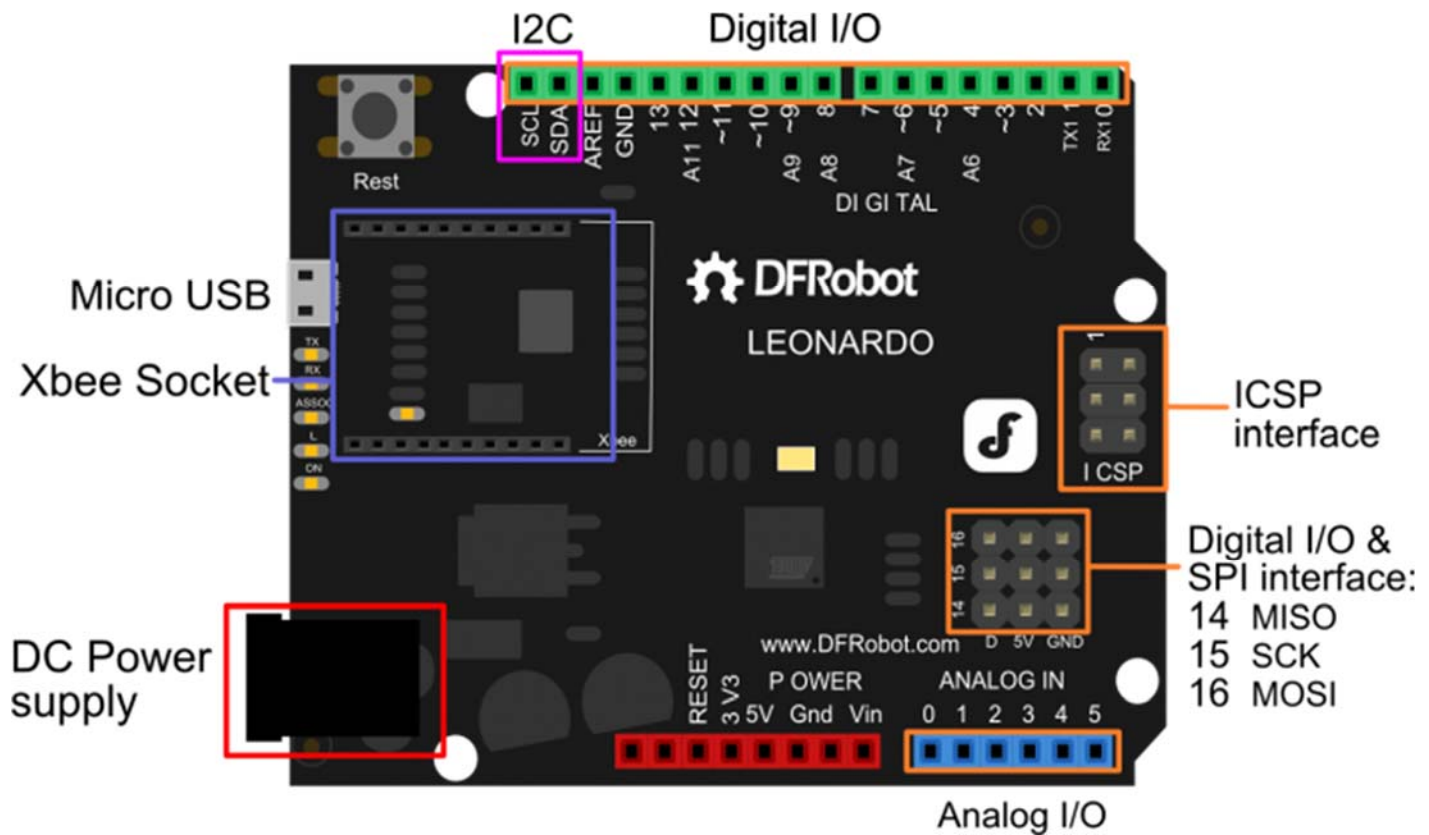 I2C
Digital I/O
SCL
SDA
AREF
GND
13
A11 12
~11
~10
A9 ~9
A8 8
7
A7 ~6
~5
A6 4
~3
2
TX1 1
RX1 0
Rest
DI GI TAL
Micro USB
TX
RX
ASSOC
L
ON
Xbee Socket
Xbee
DFRobot
LEONARDO
1
I CSP
ICSP
interface
16
15
14
D 5V GND
Digital I/O &
SPI interface:
14 MISO
15 SCK
16 MOSI
DC Power
supply
www.DFRobot.com
RESET
3 V3
P OWER
5V Gnd Vin
ANALOG IN
0 1 2 3 4 5
Analog I/O